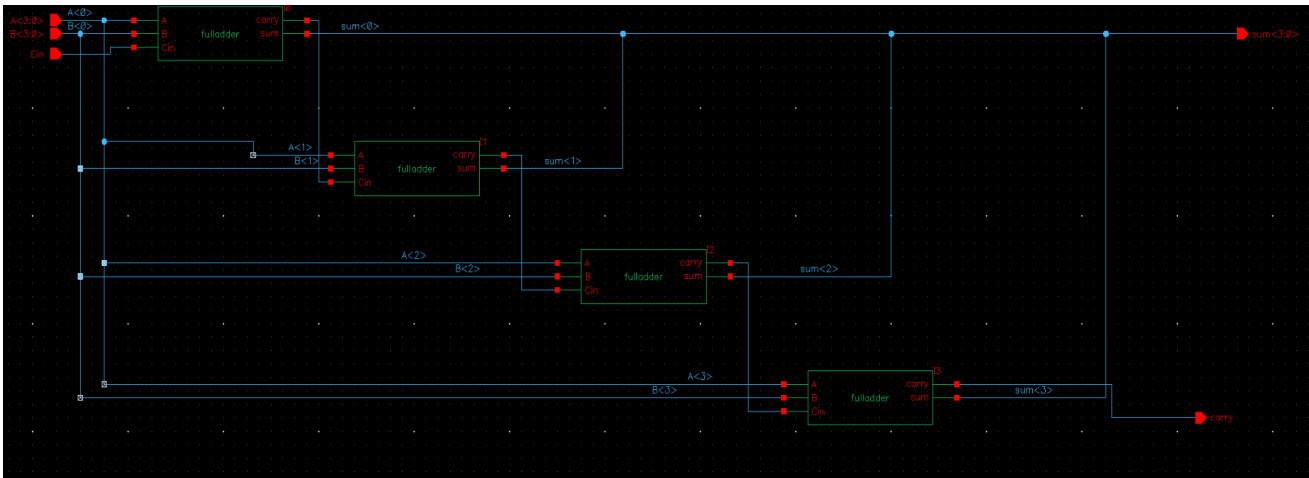 A<3:0> A<0> A carry I0
B<3:0> B<0> B fulladder sum sum<0> sum<3:0>
Cin Cin
A<1> A carry I1
B<1> B fulladder sum sum<1>
Cin
A<2> A carry I2
B<2> B fulladder sum sum<2>
Cin
A<3> A carry I3
B<3> B fulladder sum sum<3>
Cin carry